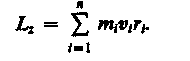 L_z = \sum_{i=1}^{n} m_i v_i r_i.